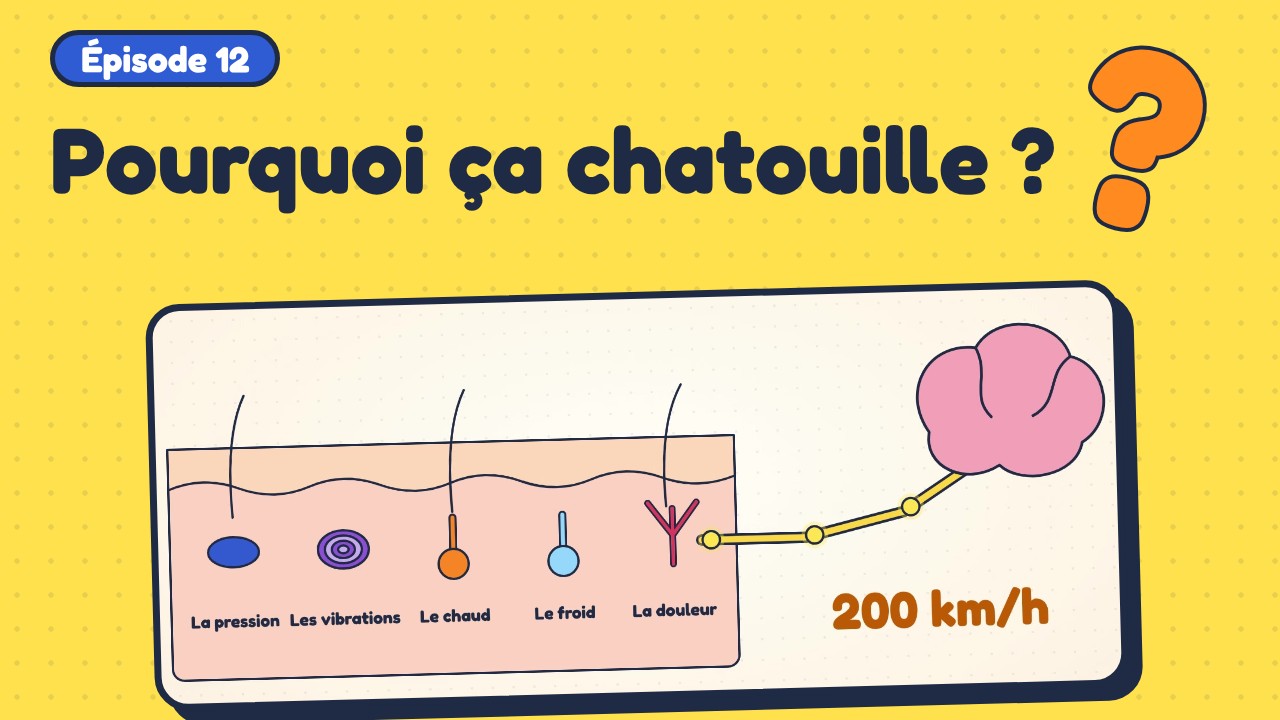 Épisode 12
Pourquoi ça chatouille ?
?
La pression
Les vibrations
Le chaud
Le froid
La douleur
200 km/h